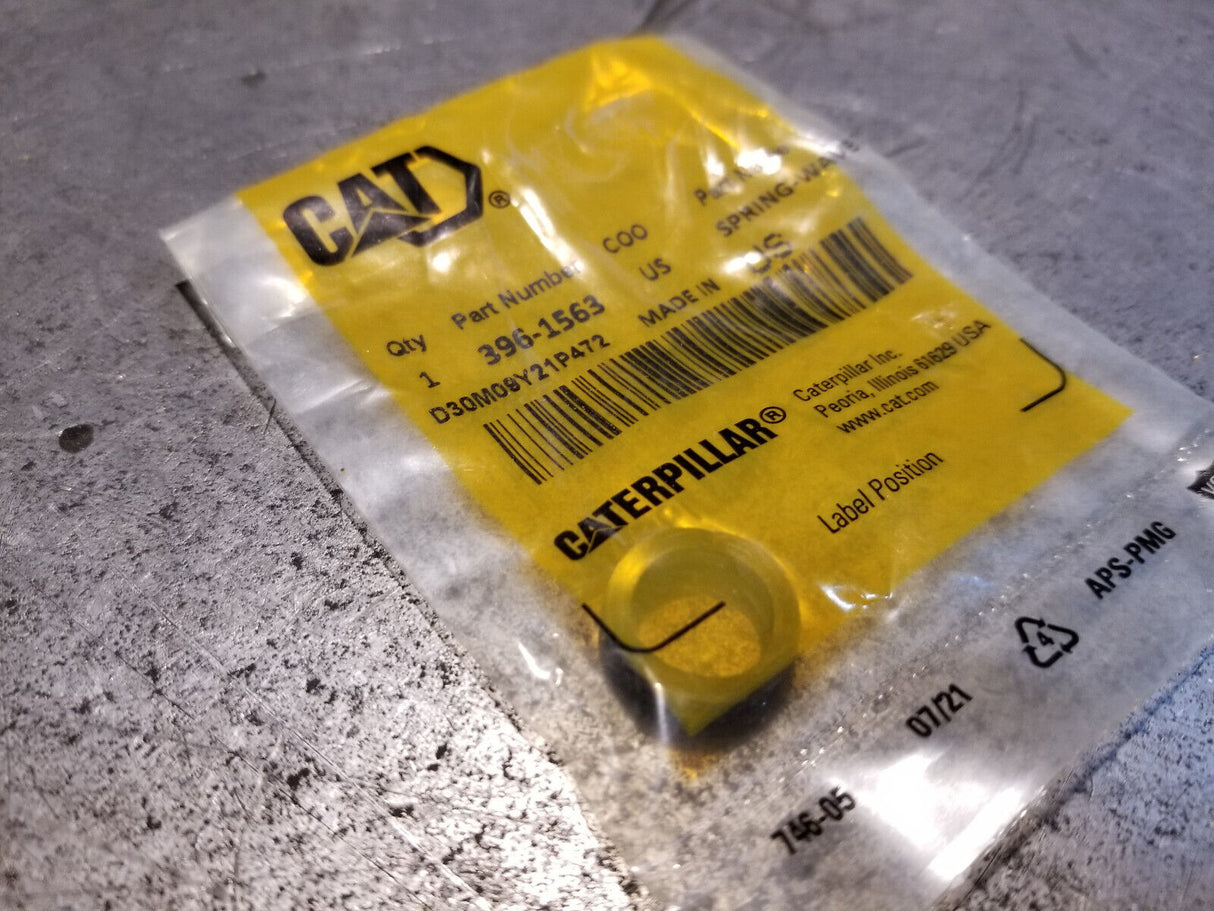 CAT®
Qty Part Number COO Part Name
1 396-1563 US SPRING-WAVE
D30M09Y21P472 MADE IN US
CATERPILLAR®
Caterpillar Inc.
Peoria, Illinois 61629 USA
www.cat.com
Label Position
746-05 07/21 4 APS-PMG